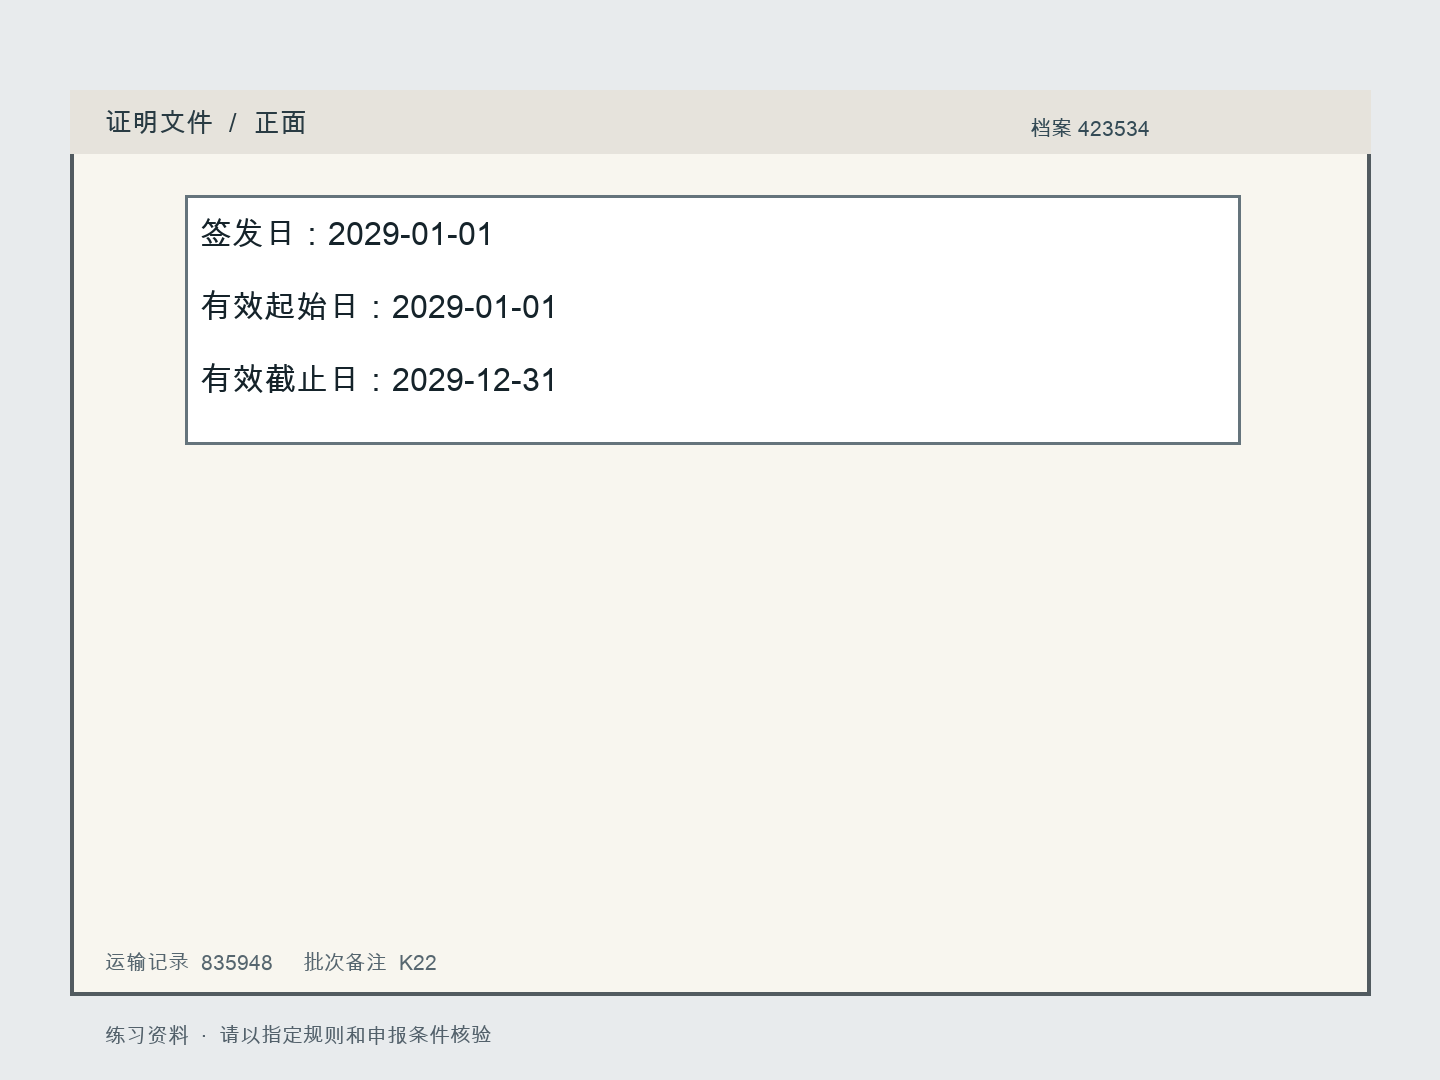 证明文件 / 正面
档案 423534
签发日：2029-01-01
有效起始日：2029-01-01
有效截止日：2029-12-31
运输记录 835948 批次备注 K22
练习资料 · 请以指定规则和申报条件核验